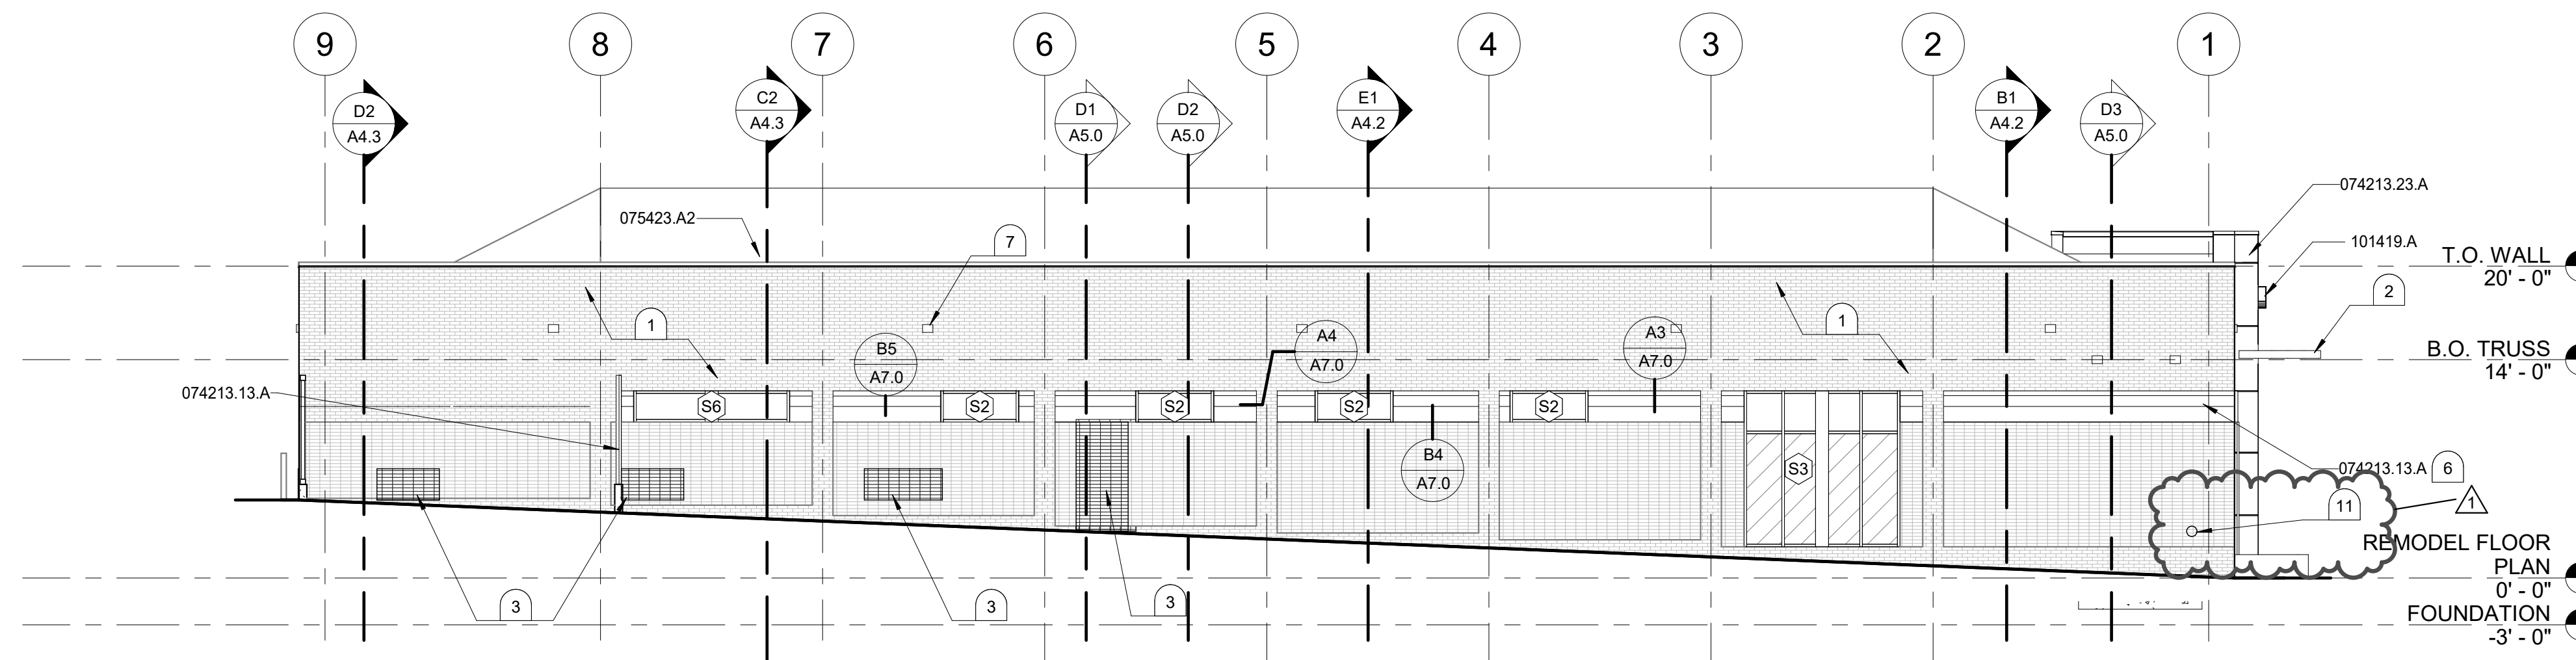 9
8
7
6
5
4
3
2
1
D2
A4.3
C2
A4.3
D1
A5.0
D2
A5.0
E1
A4.2
B1
A4.2
D3
A5.0
074213.23.A
075423.A2
7
101419.A
T.O. WALL
20' - 0"
2
1
1
B5
A7.0
A4
A7.0
A3
A7.0
B.O. TRUSS
14' - 0"
074213.13.A
S6
S2
S2
S2
S2
B4
A7.0
S3
074213.13.A
6
11
1
REMODEL FLOOR
PLAN
0' - 0"
3
3
3
FOUNDATION
-3' - 0"